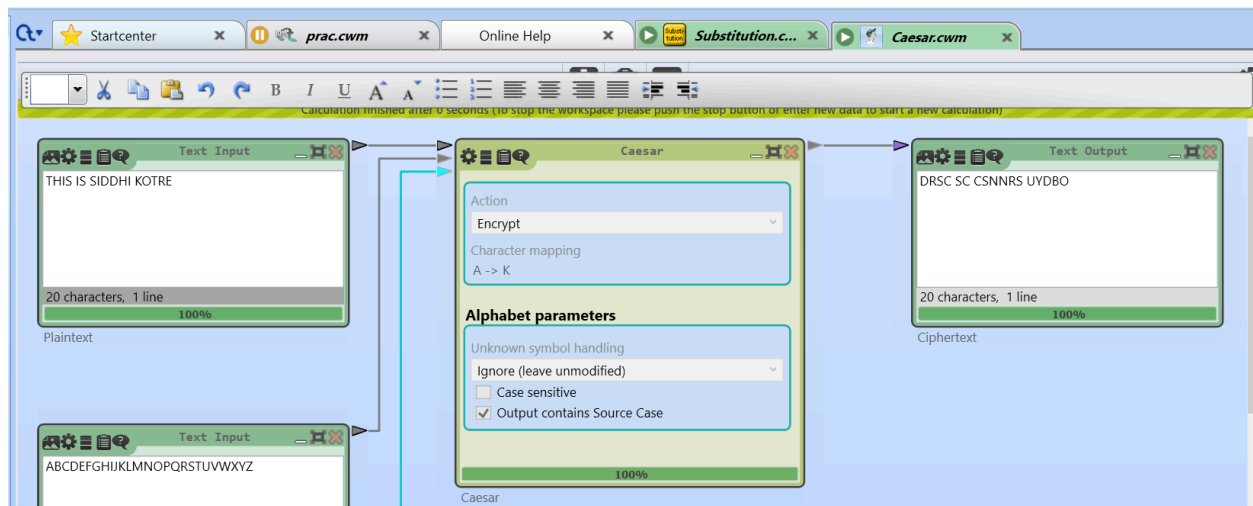 Startcenter
prac.cwm
Online Help
Substitution.c...
Caesar.cwm
B I U A A
Calculation finished after 0 seconds (To stop the workspace please push the stop button of enter new data to start a new calculation)
Text Input
THIS IS SIDDHI KOTRE
20 characters, 1 line
100%
Plaintext
Caesar
Action
Encrypt
Character mapping
A -> K
Alphabet parameters
Unknown symbol handling
Ignore (leave unmodified)
Case sensitive
Output contains Source Case
100%
Caesar
Text Output
DRSC SC CSNNRS UYDBO
20 characters, 1 line
100%
Ciphertext
Text Input
ABCDEFGHIJKLMNOPQRSTUVWXYZ